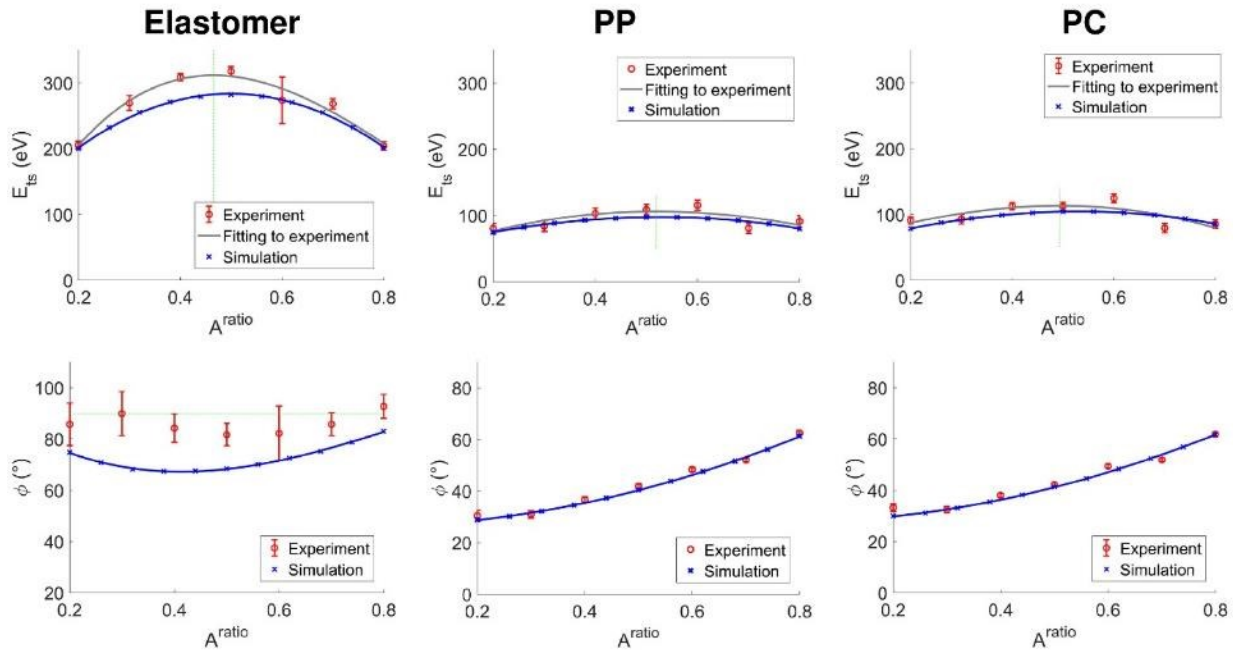 Elastomer
PP
PC
300
200
100
0
E_ts (eV)
Experiment
Fitting to experiment
Simulation
0.2
0.4
0.6
0.8
A^ratio
300
200
100
0
E_ts (eV)
Experiment
Fitting to experiment
Simulation
0.2
0.4
0.6
0.8
A^ratio
300
200
100
0
E_ts (eV)
Experiment
Fitting to experiment
Simulation
0.2
0.4
0.6
0.8
A^ratio
100
80
60
40
20
ϕ (°)
Experiment
Simulation
0.2
0.4
0.6
0.8
A^ratio
80
60
40
20
0
ϕ (°)
Experiment
Simulation
0.2
0.4
0.6
0.8
A^ratio
80
60
40
20
0
ϕ (°)
Experiment
Simulation
0.2
0.4
0.6
0.8
A^ratio